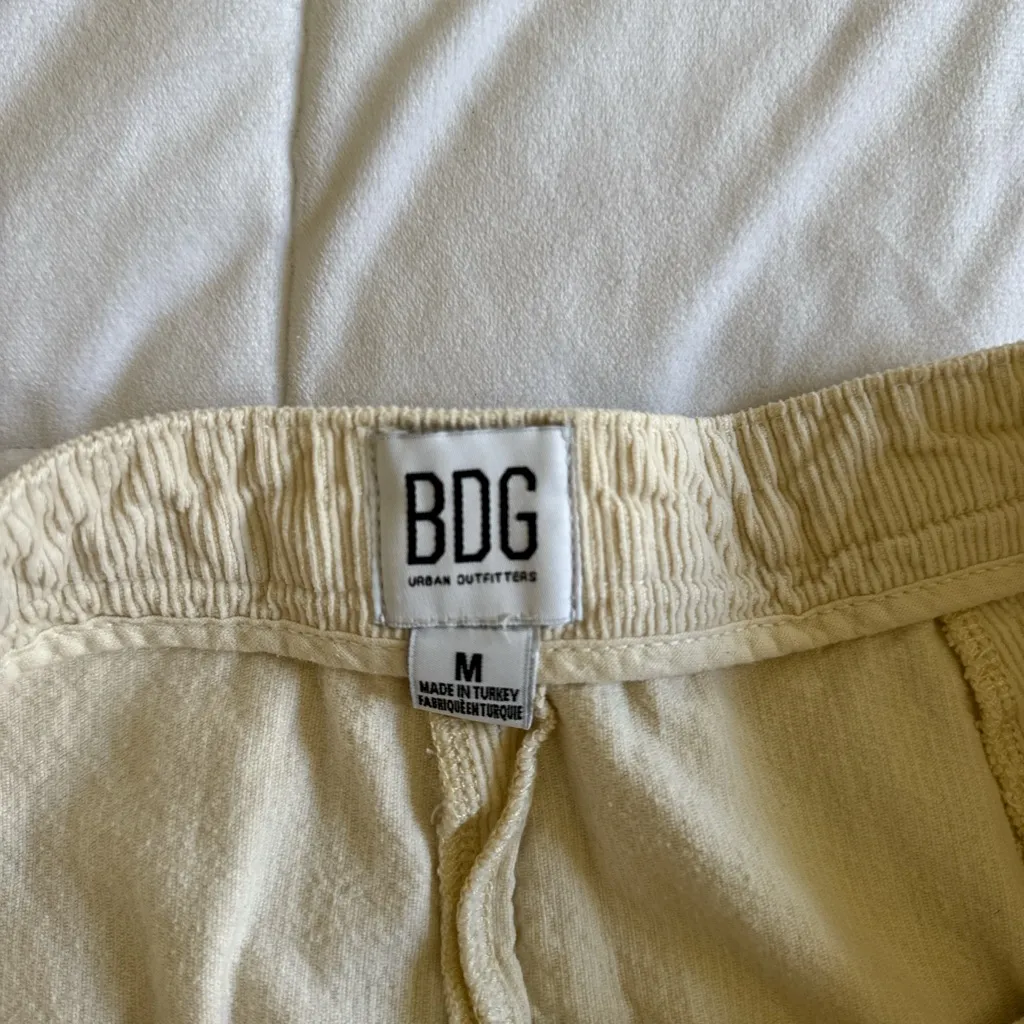 BDG
URBAN OUTFITTERS
M
MADE IN TURKEY
FABRIQUÉ EN TURQUIE